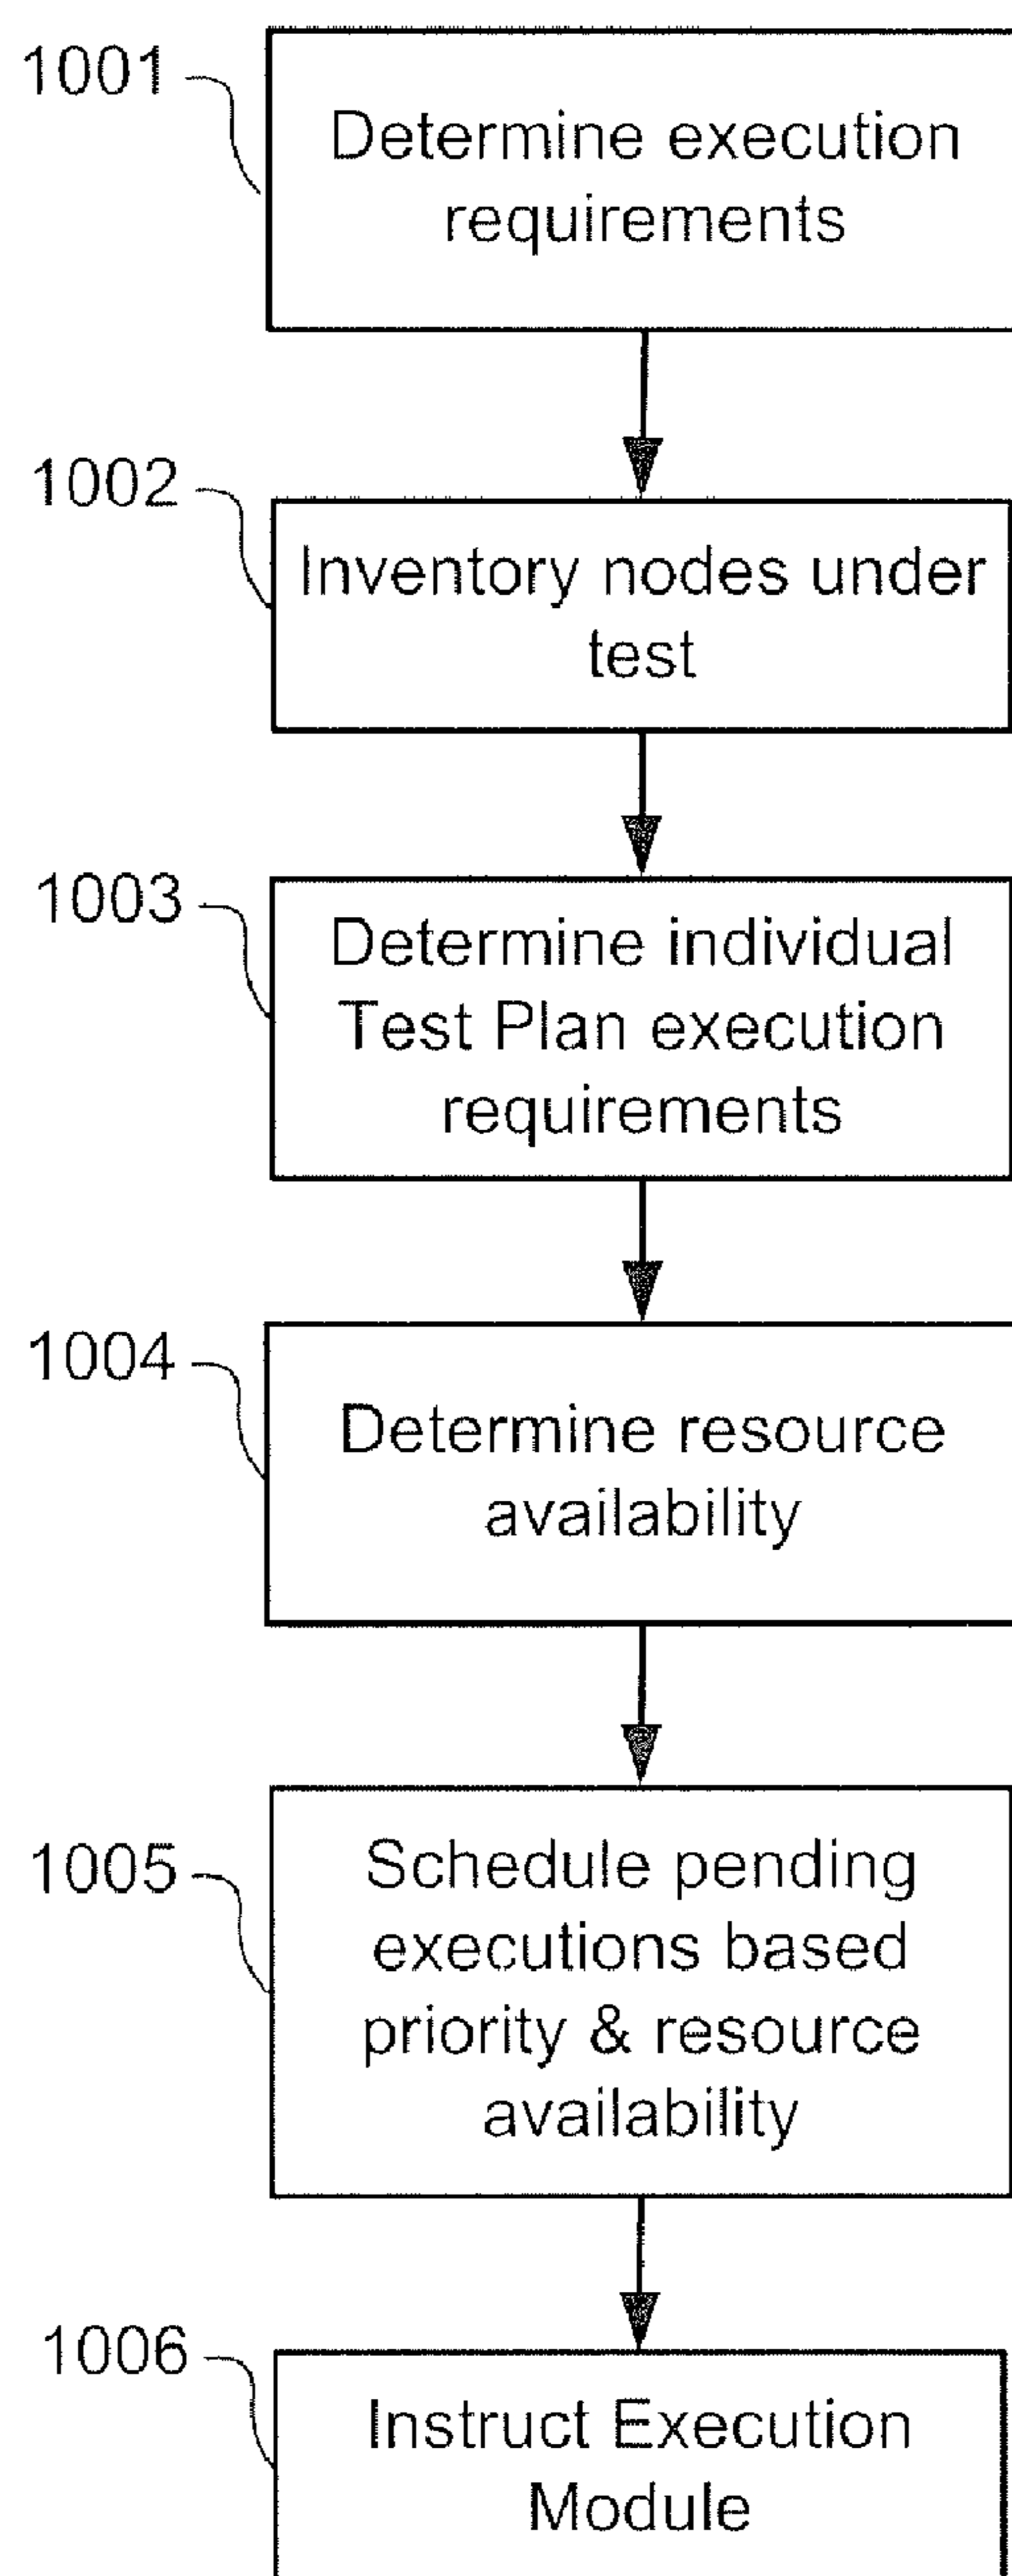 1001
Determine execution
requirements
1002
Inventory nodes under
test
1003
Determine individual
Test Plan execution
requirements
1004
Determine resource
availability
1005
Schedule pending
executions based
priority & resource
availability
1006
Instruct Execution
Module